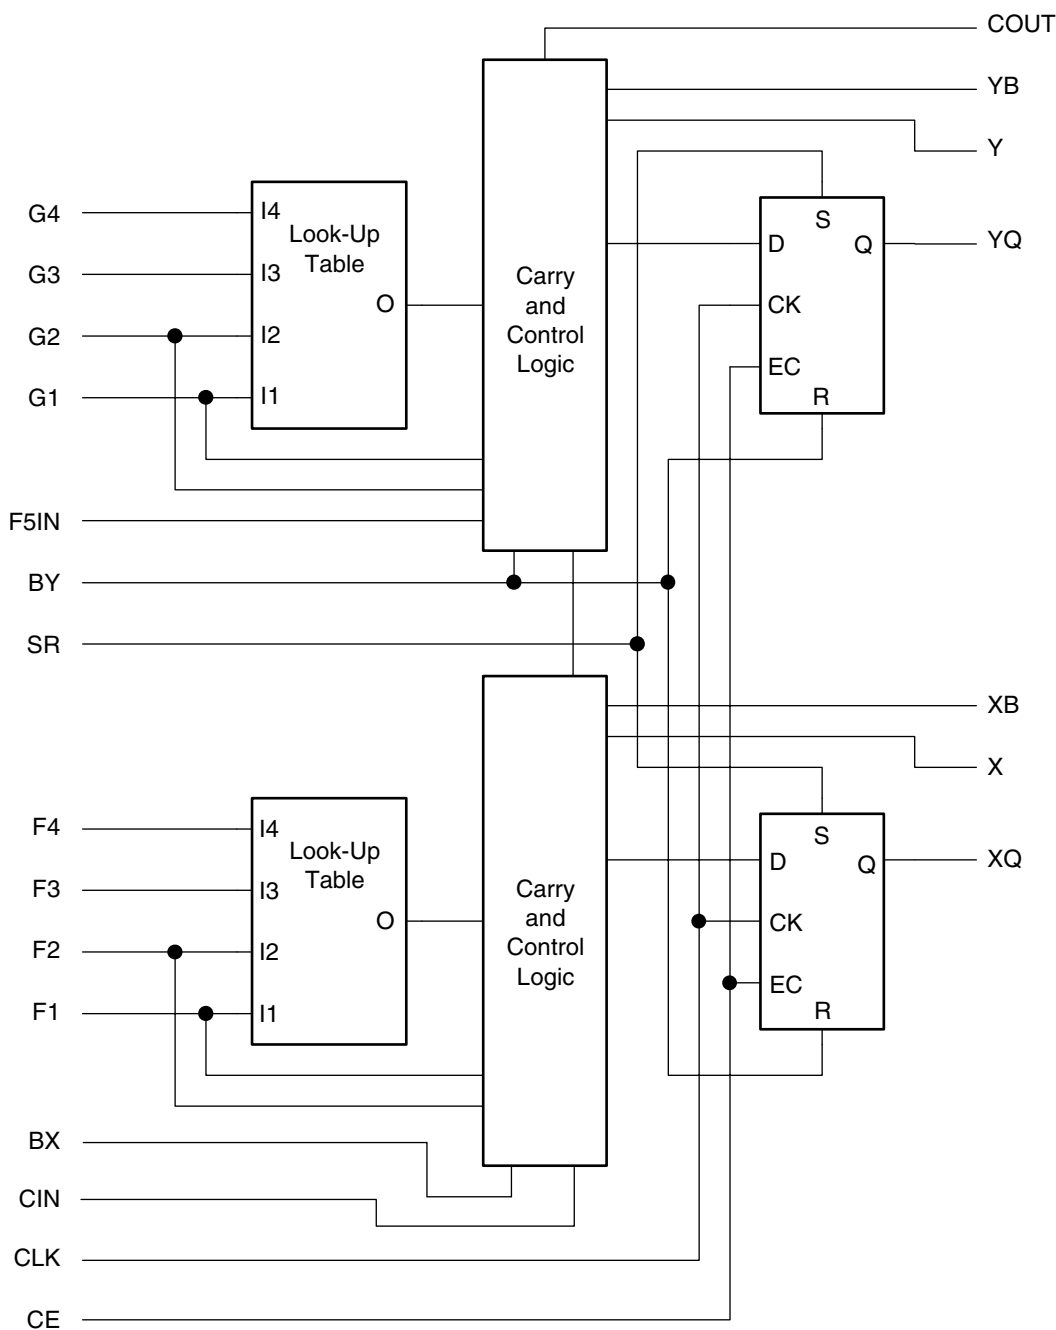 COUT
YB
Y
G4
I4
Look-Up
Table
S
D
Q
YQ
G3
I3
Carry
and
Control
Logic
O
CK
G2
I2
EC
G1
I1
R
F5IN
BY
SR
XB
X
F4
I4
Look-Up
Table
S
D
Q
XQ
F3
I3
Carry
and
Control
Logic
O
CK
F2
I2
EC
F1
I1
R
BX
CIN
CLK
CE